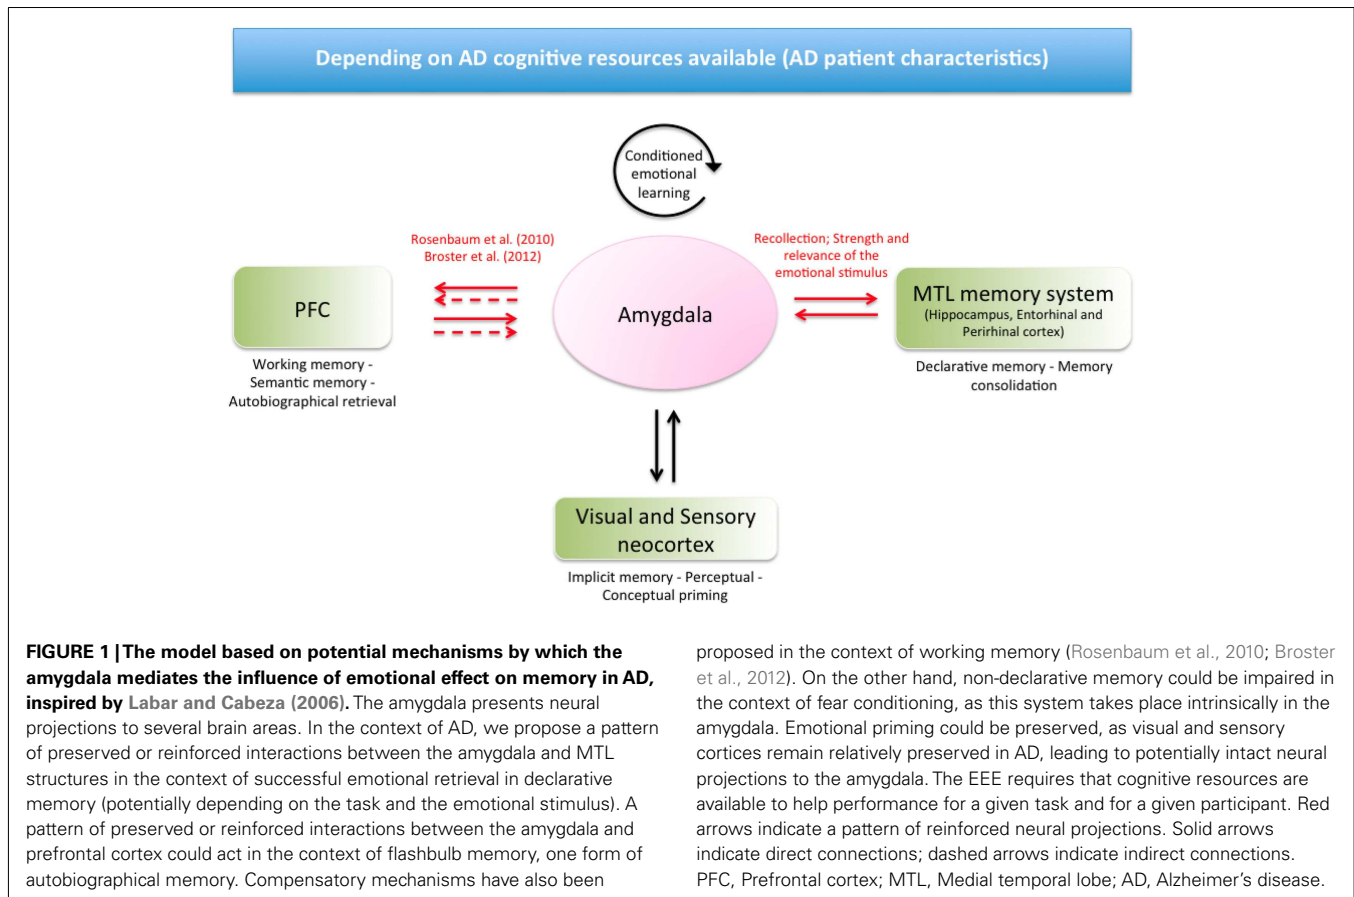 Depending on AD cognitive resources available (AD patient characteristics)
Conditioned
emotional
learning
Rosenbaum et al. (2010)
Broster et al. (2012)
Recollection; Strength and
relevance of the
emotional stimulus
PFC
Amygdala
MTL memory system
(Hippocampus, Entorhinal and
Perirhinal cortex)
Working memory -
Semantic memory -
Autobiographical retrieval
Declarative memory - Memory
consolidation
Visual and Sensory
neocortex
Implicit memory - Perceptual -
Conceptual priming
FIGURE 1 | The model based on potential mechanisms by which the
amygdala mediates the influence of emotional effect on memory in AD,
inspired by Labar and Cabeza (2006). The amygdala presents neural
projections to several brain areas. In the context of AD, we propose a pattern
of preserved or reinforced interactions between the amygdala and MTL
structures in the context of successful emotional retrieval in declarative
memory (potentially depending on the task and the emotional stimulus). A
pattern of preserved or reinforced interactions between the amygdala and
prefrontal cortex could act in the context of flashbulb memory, one form of
autobiographical memory. Compensatory mechanisms have also been
proposed in the context of working memory (Rosenbaum et al., 2010; Broster
et al., 2012). On the other hand, non-declarative memory could be impaired in
the context of fear conditioning, as this system takes place intrinsically in the
amygdala. Emotional priming could be preserved, as visual and sensory
cortices remain relatively preserved in AD, leading to potentially intact neural
projections to the amygdala. The EEE requires that cognitive resources are
available to help performance for a given task and for a given participant. Red
arrows indicate a pattern of reinforced neural projections. Solid arrows
indicate direct connections; dashed arrows indicate indirect connections.
PFC, Prefrontal cortex; MTL, Medial temporal lobe; AD, Alzheimer's disease.